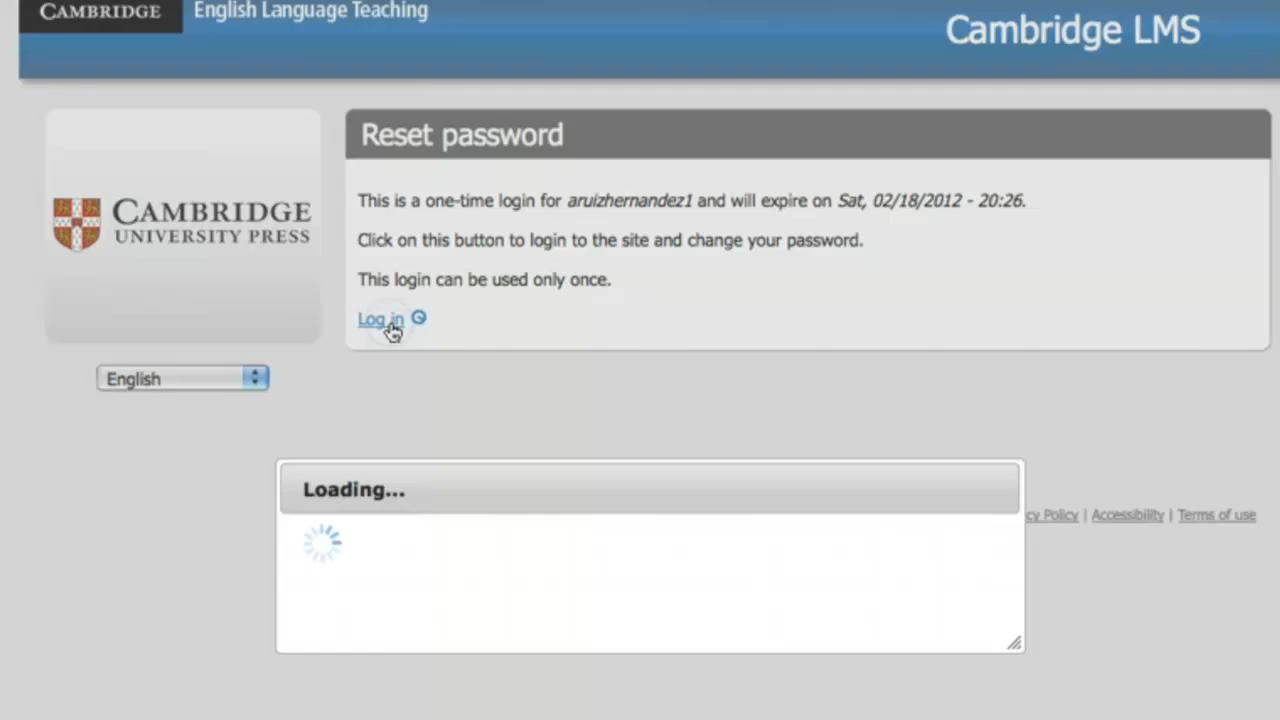 CAMBRIDGE
English Language Teaching
Cambridge LMS
CAMBRIDGE
UNIVERSITY PRESS
Reset password
This is a one-time login for aruizhernandez1 and will expire on Sat, 02/18/2012 - 20:26.
Click on this button to login to the site and change your password.
This login can be used only once.
Log in
English
Loading...
cy Policy | Accessibility | Terms of use